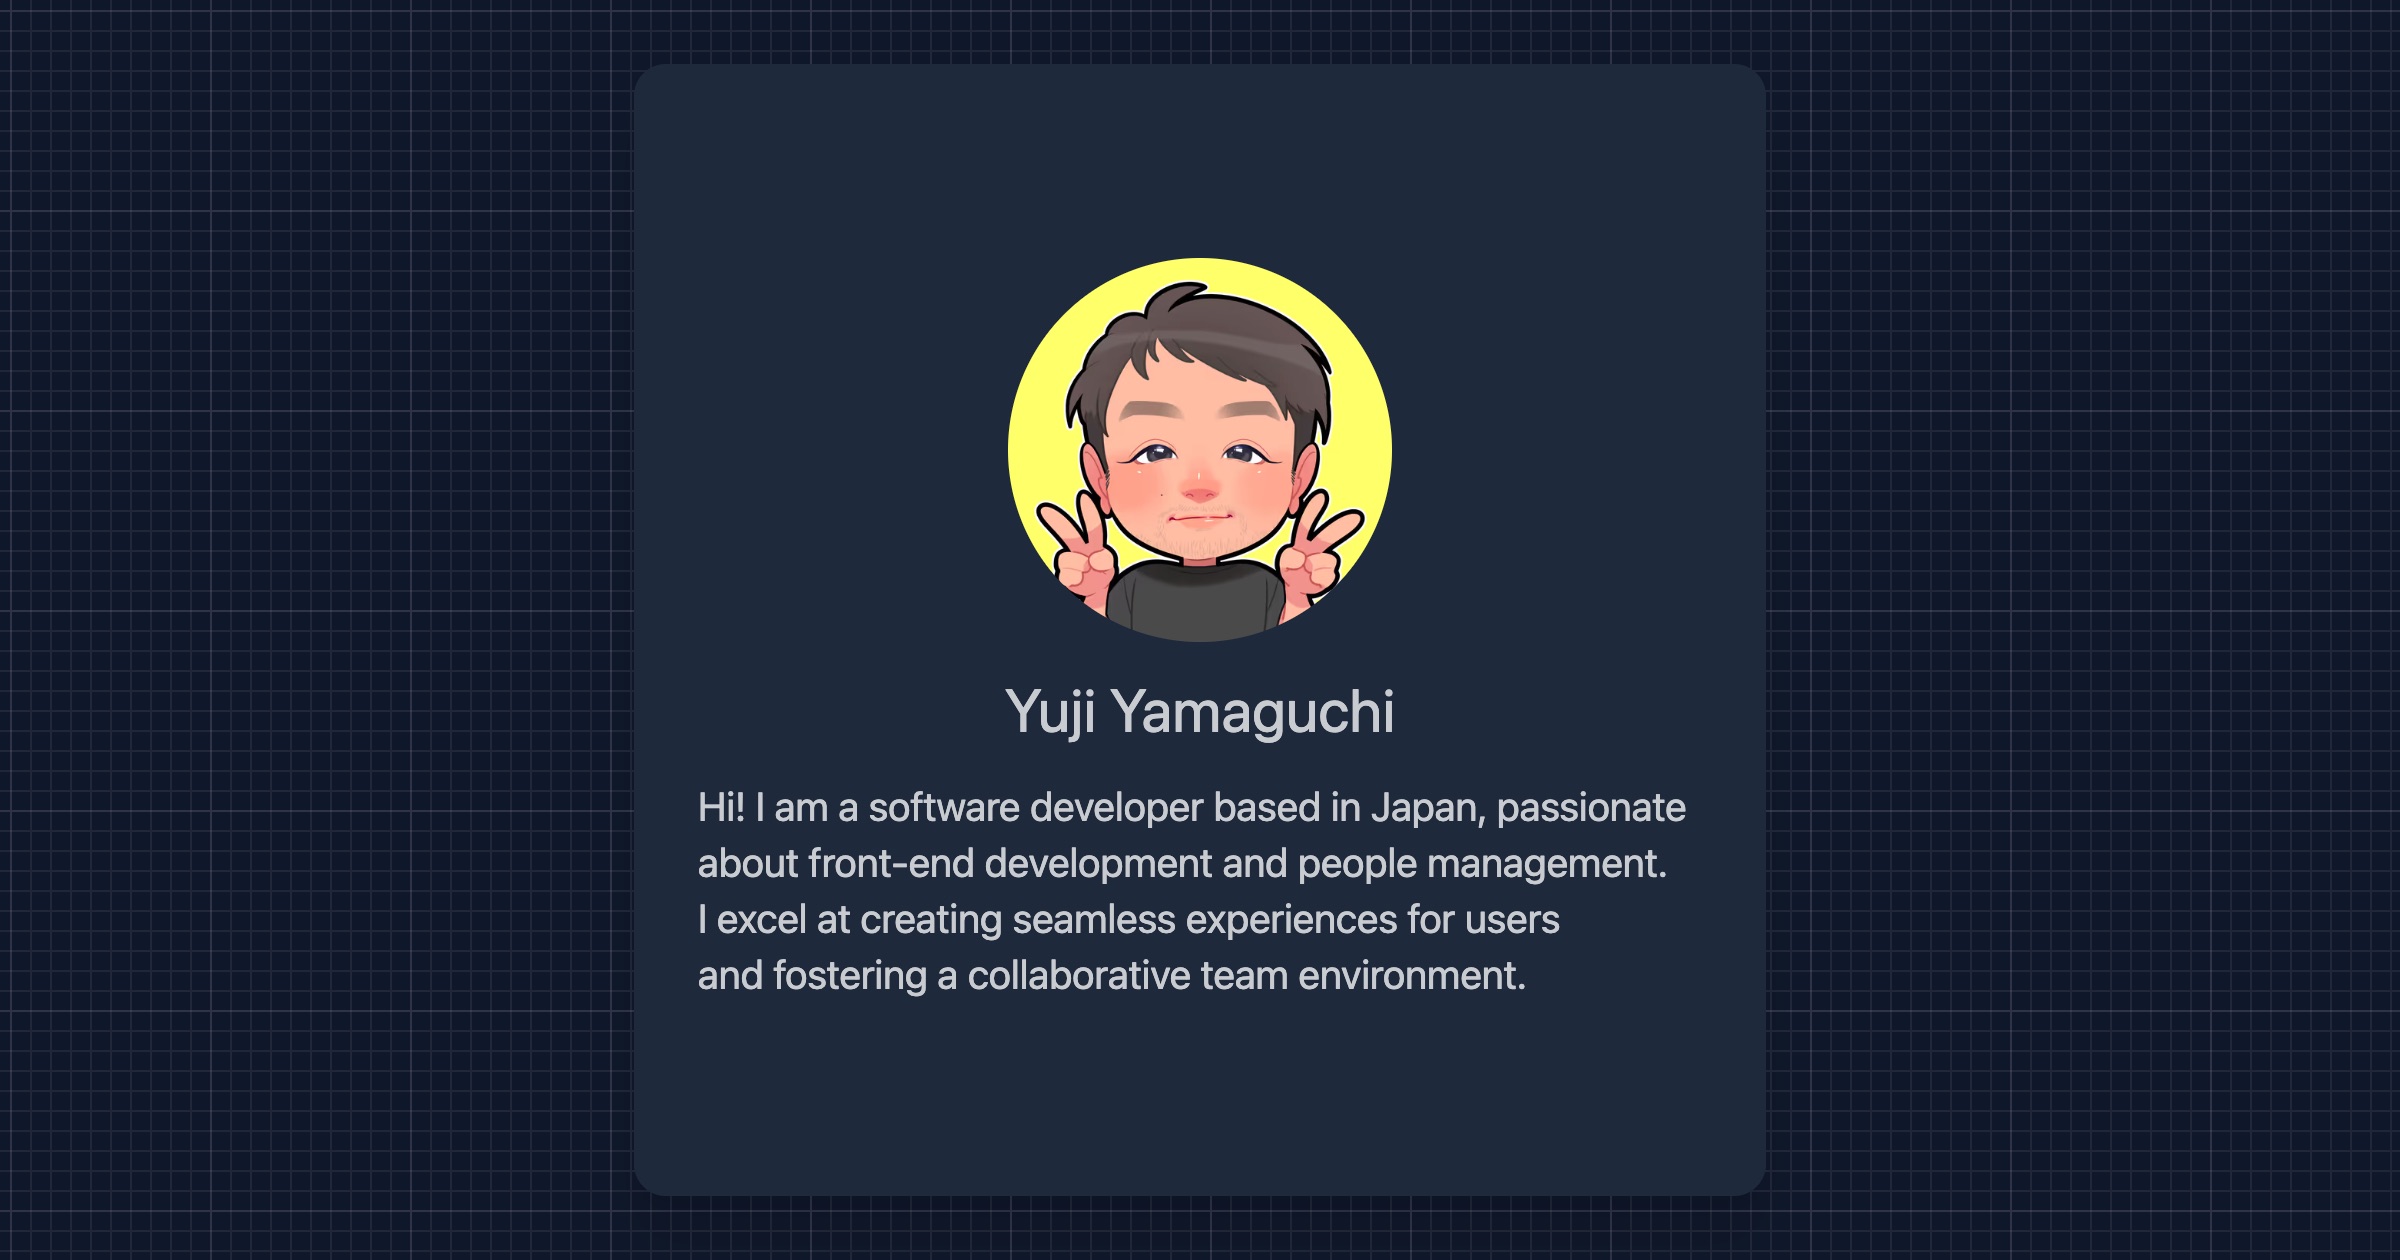 Yuji Yamaguchi
Hi! I am a software developer based in Japan, passionate
about front-end development and people management.
I excel at creating seamless experiences for users
and fostering a collaborative team environment.